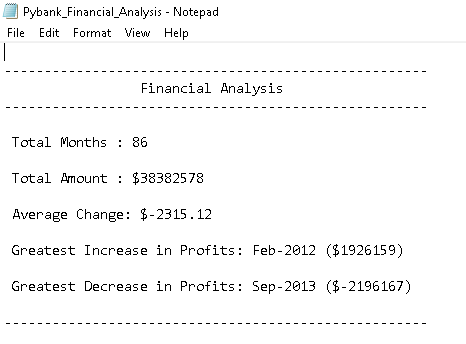 Pybank_Financial_Analysis - Notepad
File Edit Format View Help
------------------------------------------------------
Financial Analysis
------------------------------------------------------
Total Months : 86
Total Amount : $38382578
Average Change: $-2315.12
Greatest Increase in Profits: Feb-2012 ($1926159)
Greatest Decrease in Profits: Sep-2013 ($-2196167)
------------------------------------------------------